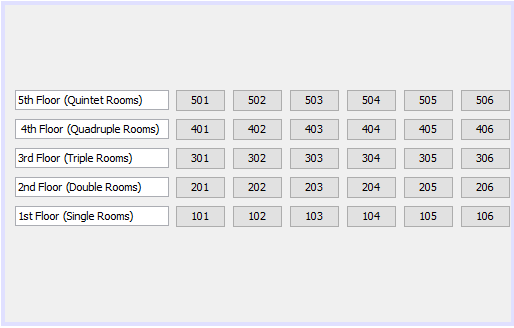 5th Floor (Quintet Rooms) 501 502 503 504 505 506
4th Floor (Quadruple Rooms) 401 402 403 404 405 406
3rd Floor (Triple Rooms) 301 302 303 304 305 306
2nd Floor (Double Rooms) 201 202 203 204 205 206
1st Floor (Single Rooms) 101 102 103 104 105 106